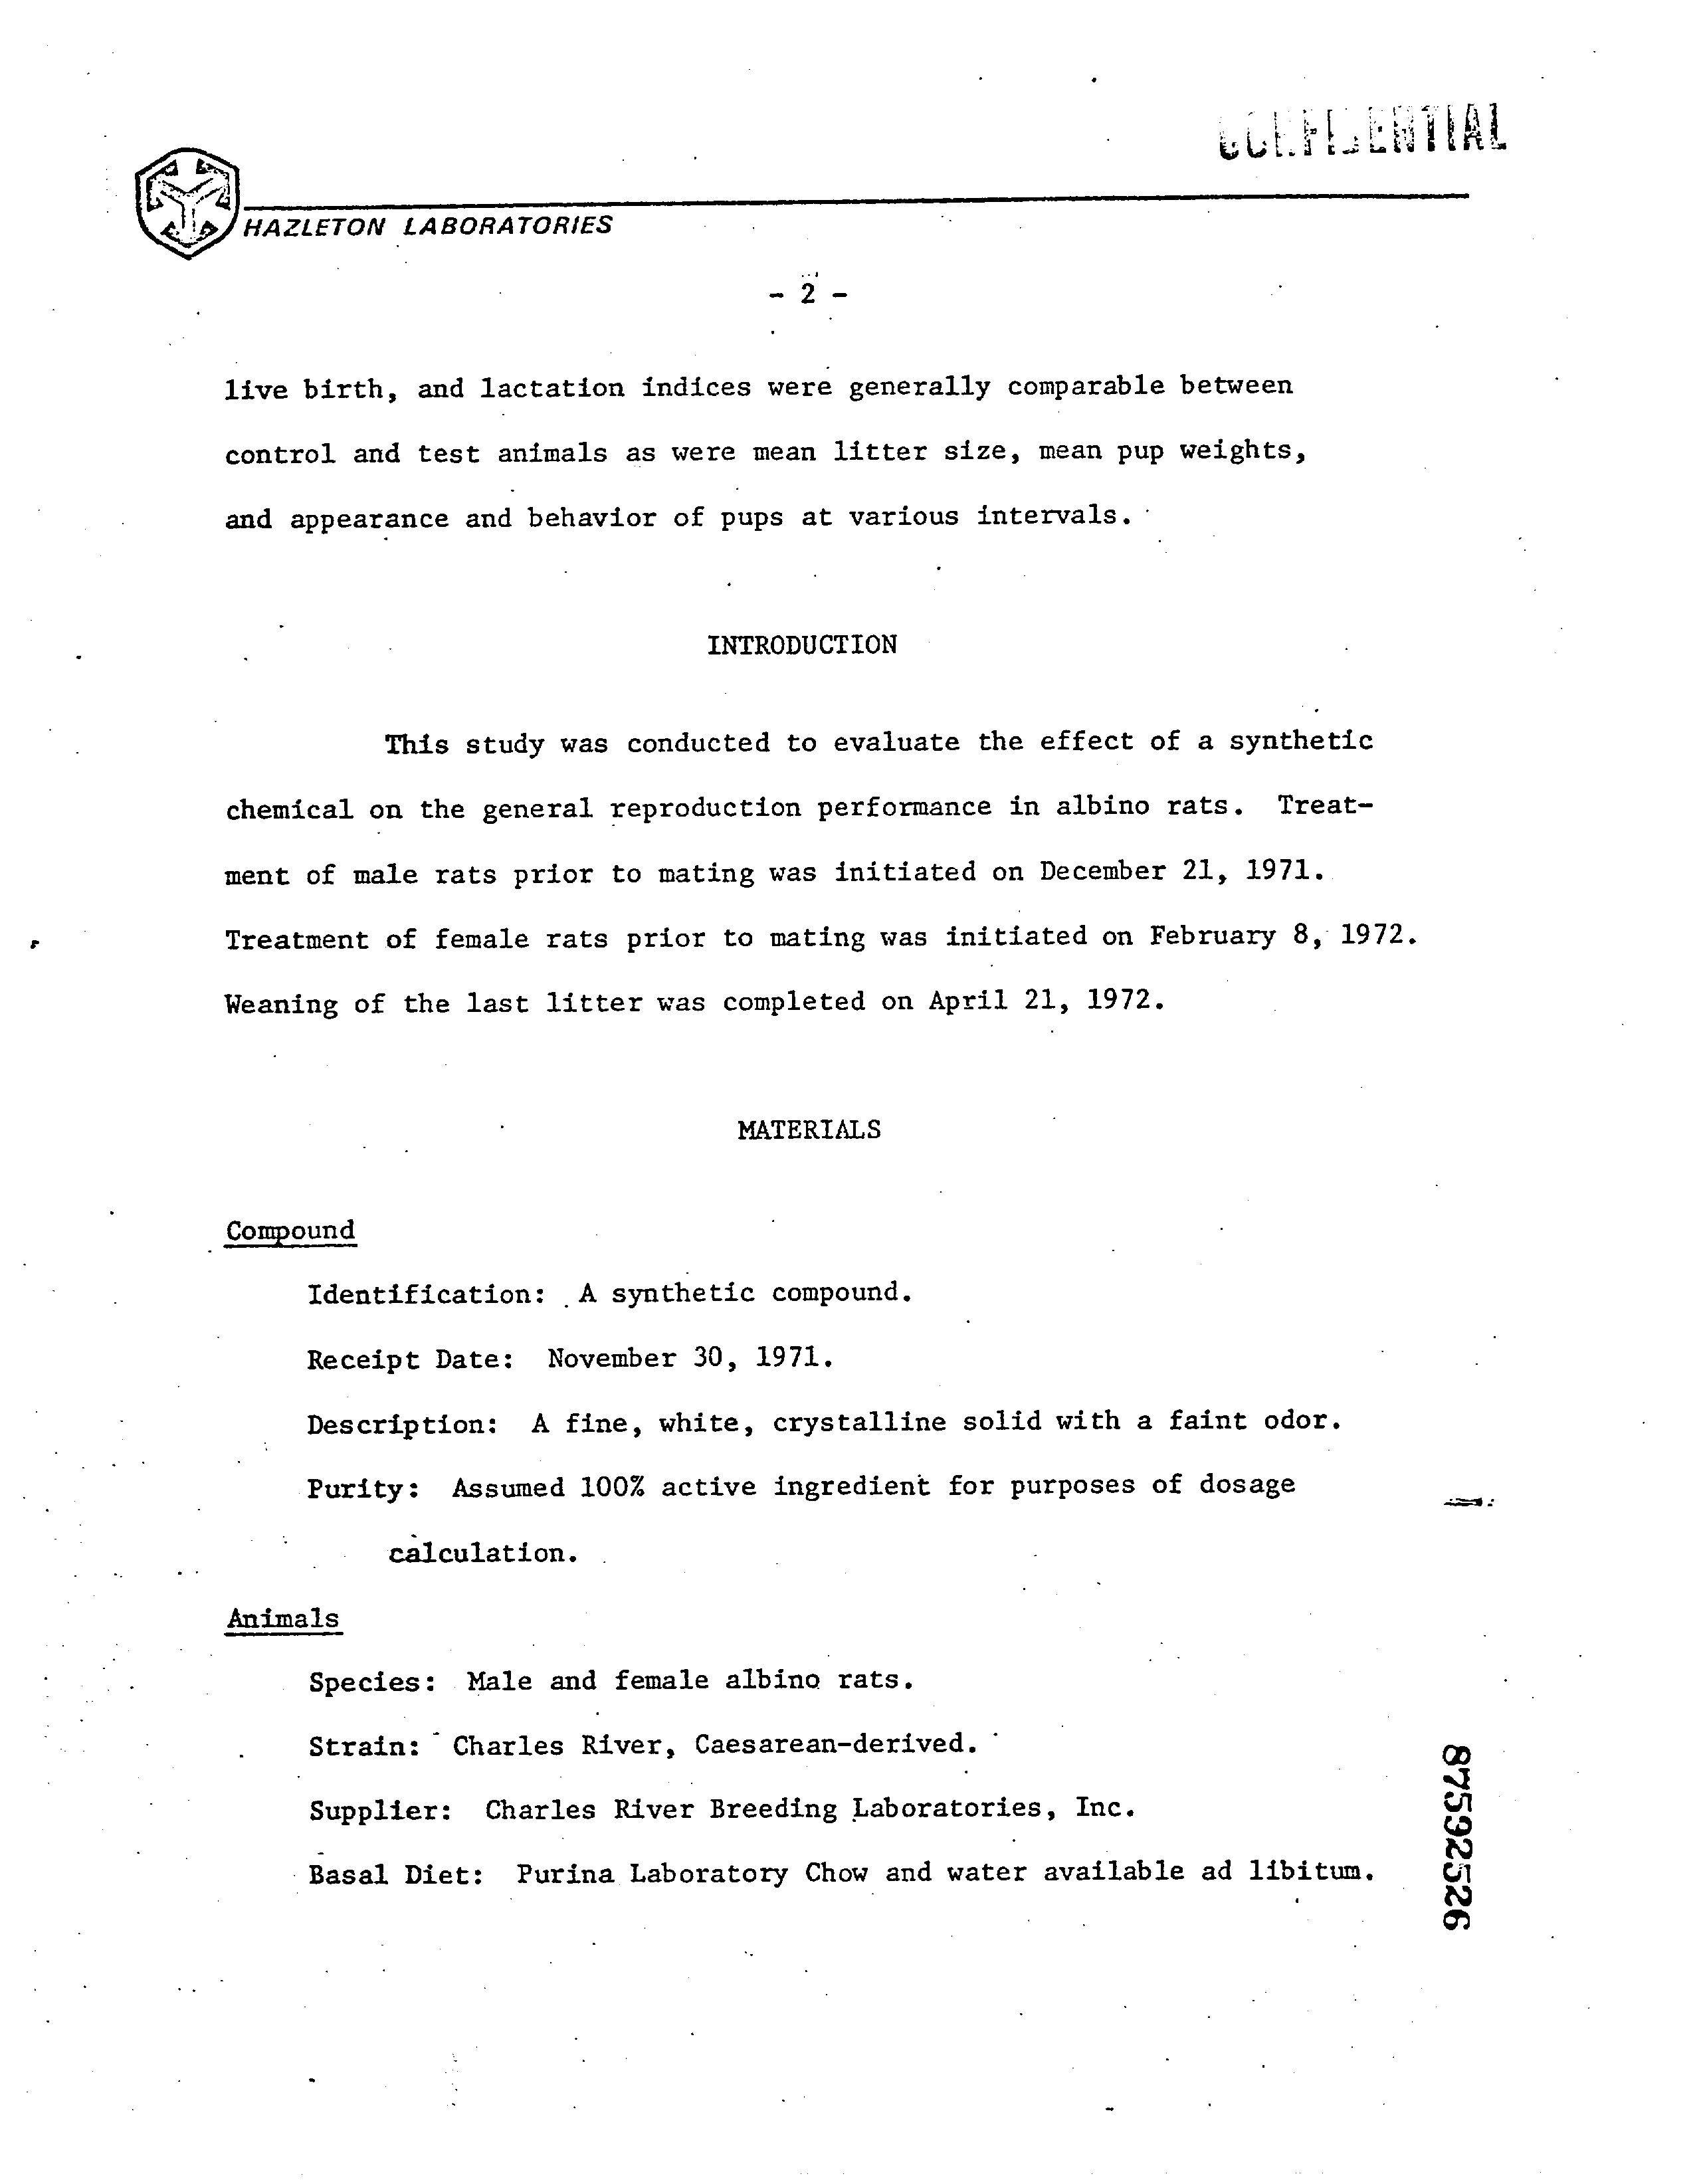 CONFIDENTIAL
HAZLETON LABORATORIES
- 2 -
live birth, and lactation indices were generally comparable between
control and test animals as were mean litter size, mean pup weights,
and appearance and behavior of pups at various intervals.
INTRODUCTION
This study was conducted to evaluate the effect of a synthetic
chemical on the general reproduction performance in albino rats. Treat-
ment of male rats prior to mating was initiated on December 21, 1971.
Treatment of female rats prior to mating was initiated on February 8, 1972.
Weaning of the last litter was completed on April 21, 1972.
MATERIALS
Compound
Identification: A synthetic compound.
Receipt Date: November 30, 1971.
Description: A fine, white, crystalline solid with a faint odor.
Purity: Assumed 100% active ingredient for purposes of dosage
calculation.
Animals
Species: Male and female albino rats.
Strain: Charles River, Caesarean-derived.
Supplier: Charles River Breeding Laboratories, Inc.
Basal Diet: Purina Laboratory Chow and water available ad libitum.
87592526